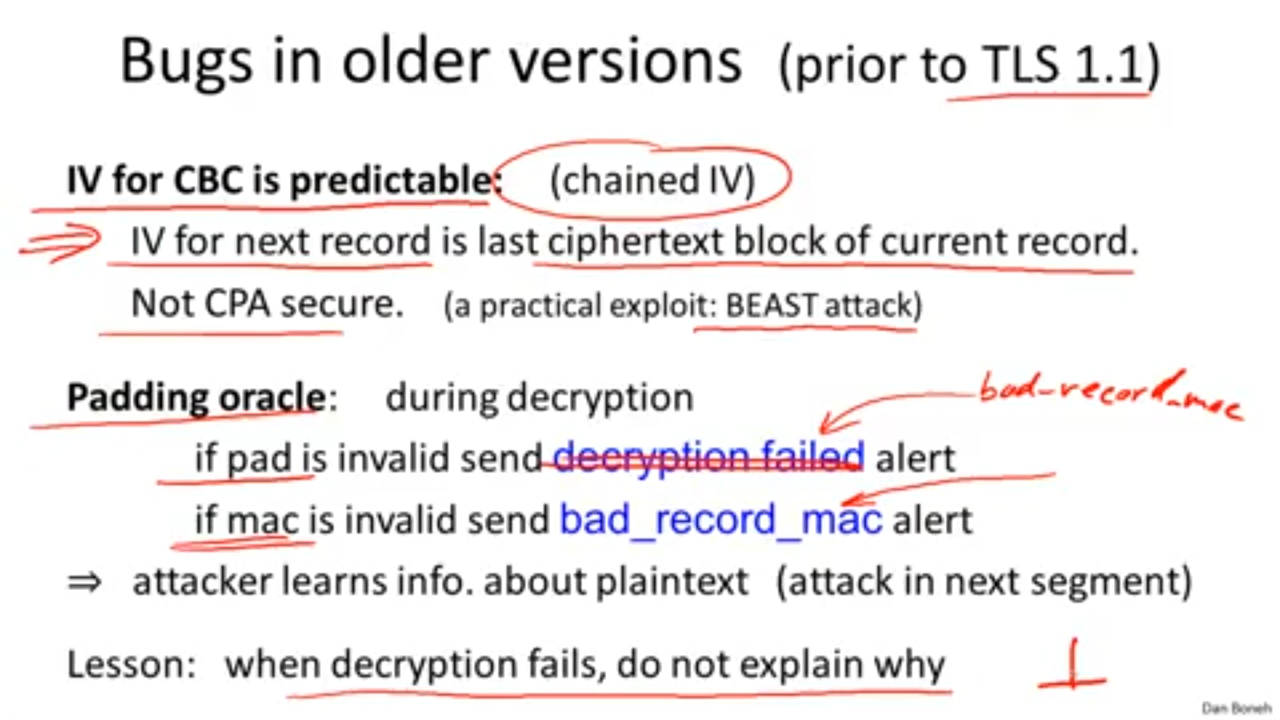 Bugs in older versions (prior to TLS 1.1)
IV for CBC is predictable: (chained IV)
IV for next record is last ciphertext block of current record.
Not CPA secure. (a practical exploit: BEAST attack)
bad_record_mac
Padding oracle: during decryption
if pad is invalid send decryption failed alert
if mac is invalid send bad_record_mac alert
⇒ attacker learns info. about plaintext (attack in next segment)
Lesson: when decryption fails, do not explain why ⊥
Dan Boneh